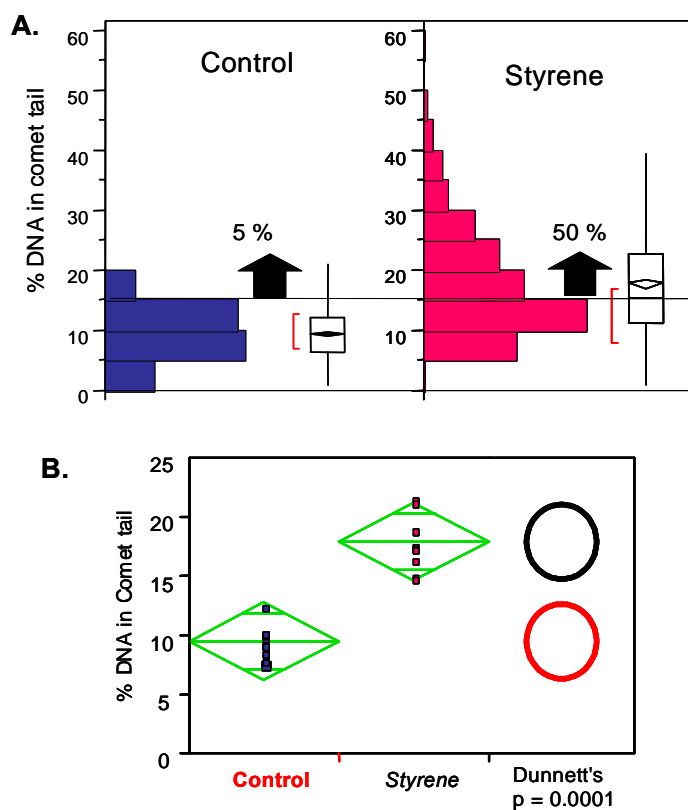 A.
% DNA in comet tail
60
50
40
30
20
10
0
Control
5 %
60
50
40
30
20
10
0
Styrene
50 %
B.
% DNA in Comet tail
25
20
15
10
5
0
Control
Styrene
Dunnett's
p = 0.0001